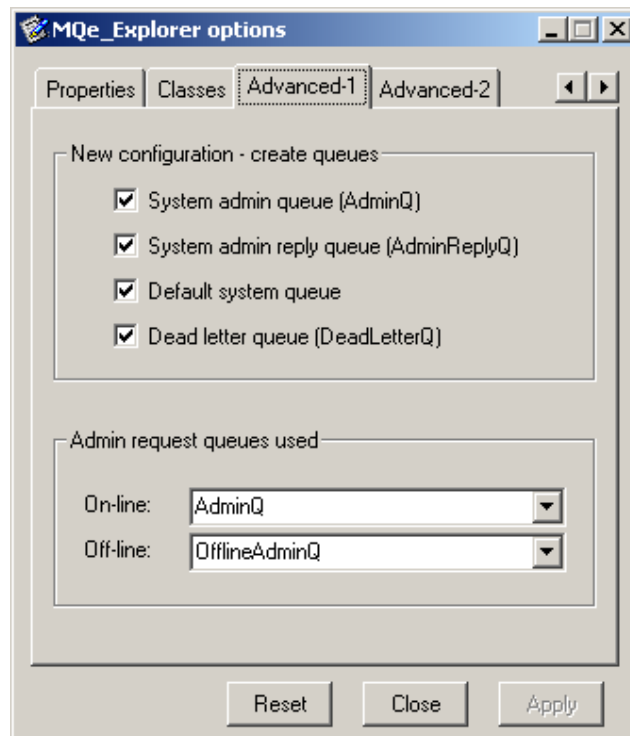 MQe_Explorer options
Properties Classes Advanced-1 Advanced-2
New configuration - create queues
System admin queue (AdminQ)
System admin reply queue (AdminReplyQ)
Default system queue
Dead letter queue (DeadLetterQ)
Admin request queues used
On-line: AdminQ
Off-line: OfflineAdminQ
Reset Close Apply